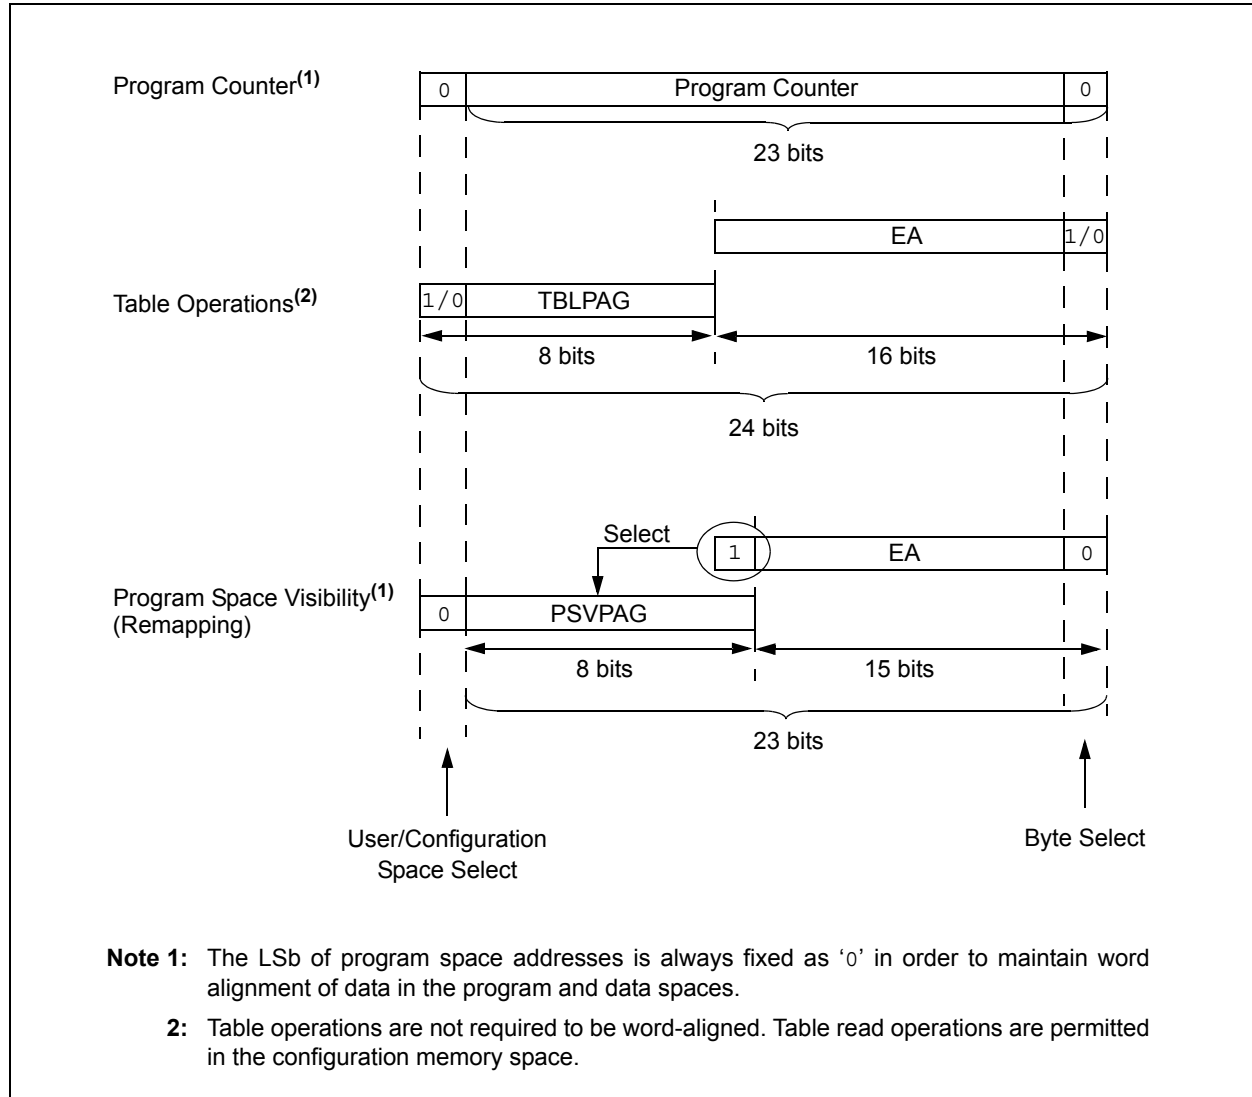 Program Counter(1)
0 Program Counter 0
23 bits
EA 1/0
Table Operations(2)
1/0 TBLPAG
8 bits 16 bits
24 bits
Select
1 EA 0
Program Space Visibility(1)
(Remapping)
0 PSVPAG
8 bits 15 bits
23 bits
User/Configuration
Space Select
Byte Select
Note 1: The LSb of program space addresses is always fixed as ‘0’ in order to maintain word
alignment of data in the program and data spaces.
2: Table operations are not required to be word-aligned. Table read operations are permitted
in the configuration memory space.